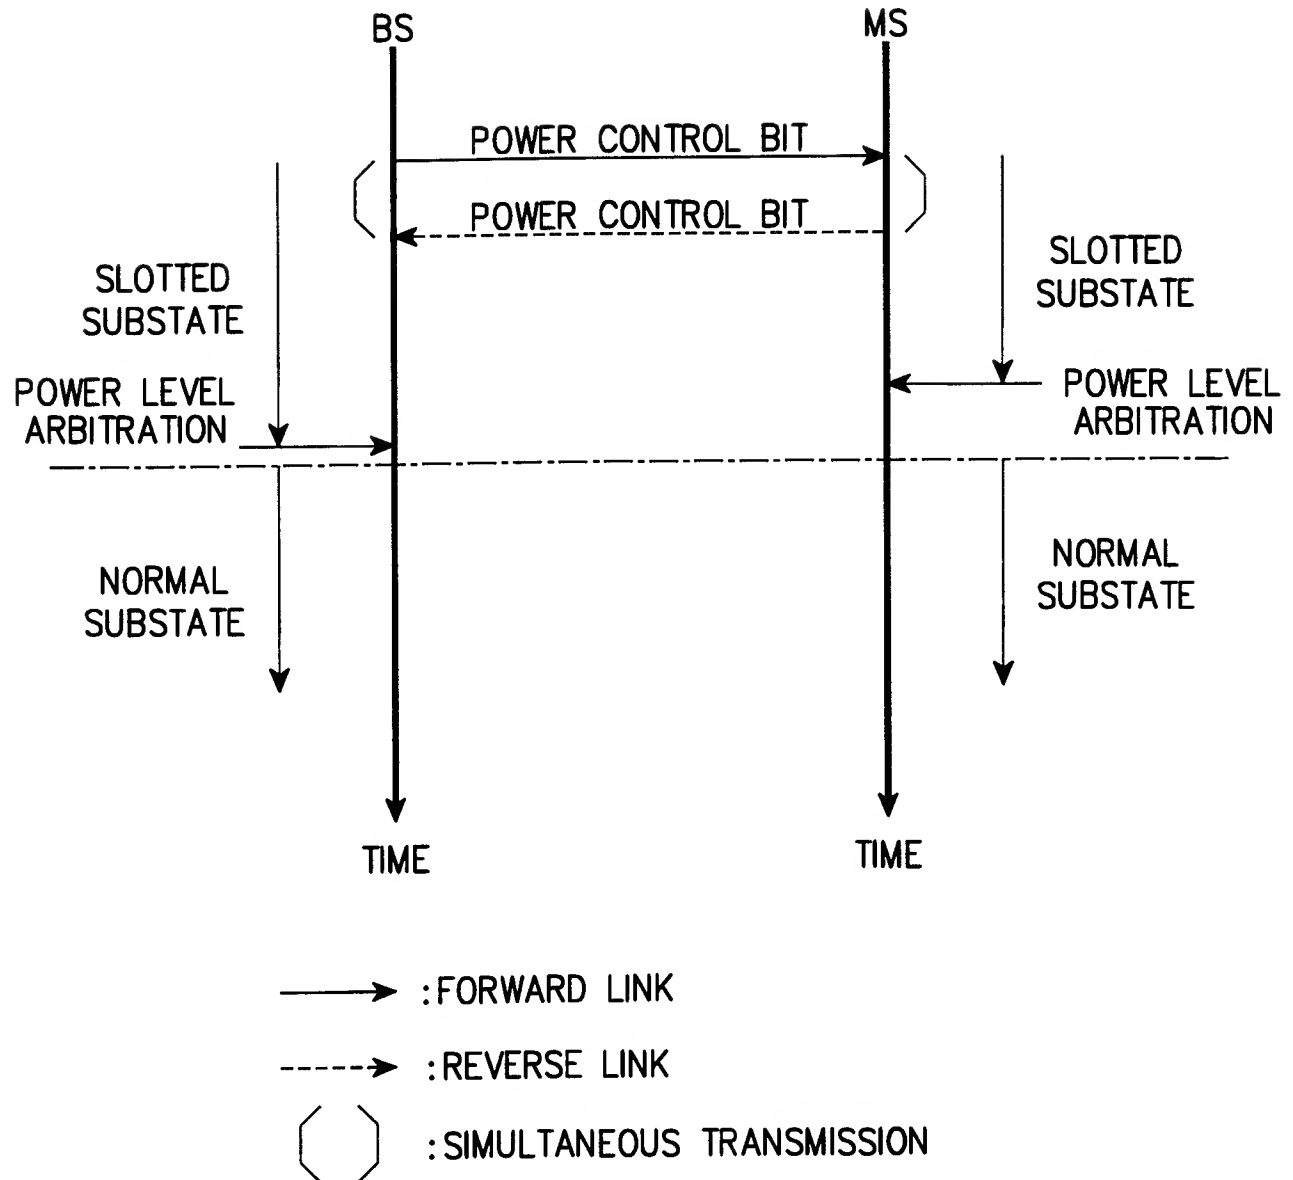 BS
MS
POWER CONTROL BIT
POWER CONTROL BIT
SLOTTED
SUBSTATE
SLOTTED
SUBSTATE
POWER LEVEL
ARBITRATION
POWER LEVEL
ARBITRATION
NORMAL
SUBSTATE
NORMAL
SUBSTATE
TIME
TIME
:FORWARD LINK
:REVERSE LINK
:SIMULTANEOUS TRANSMISSION